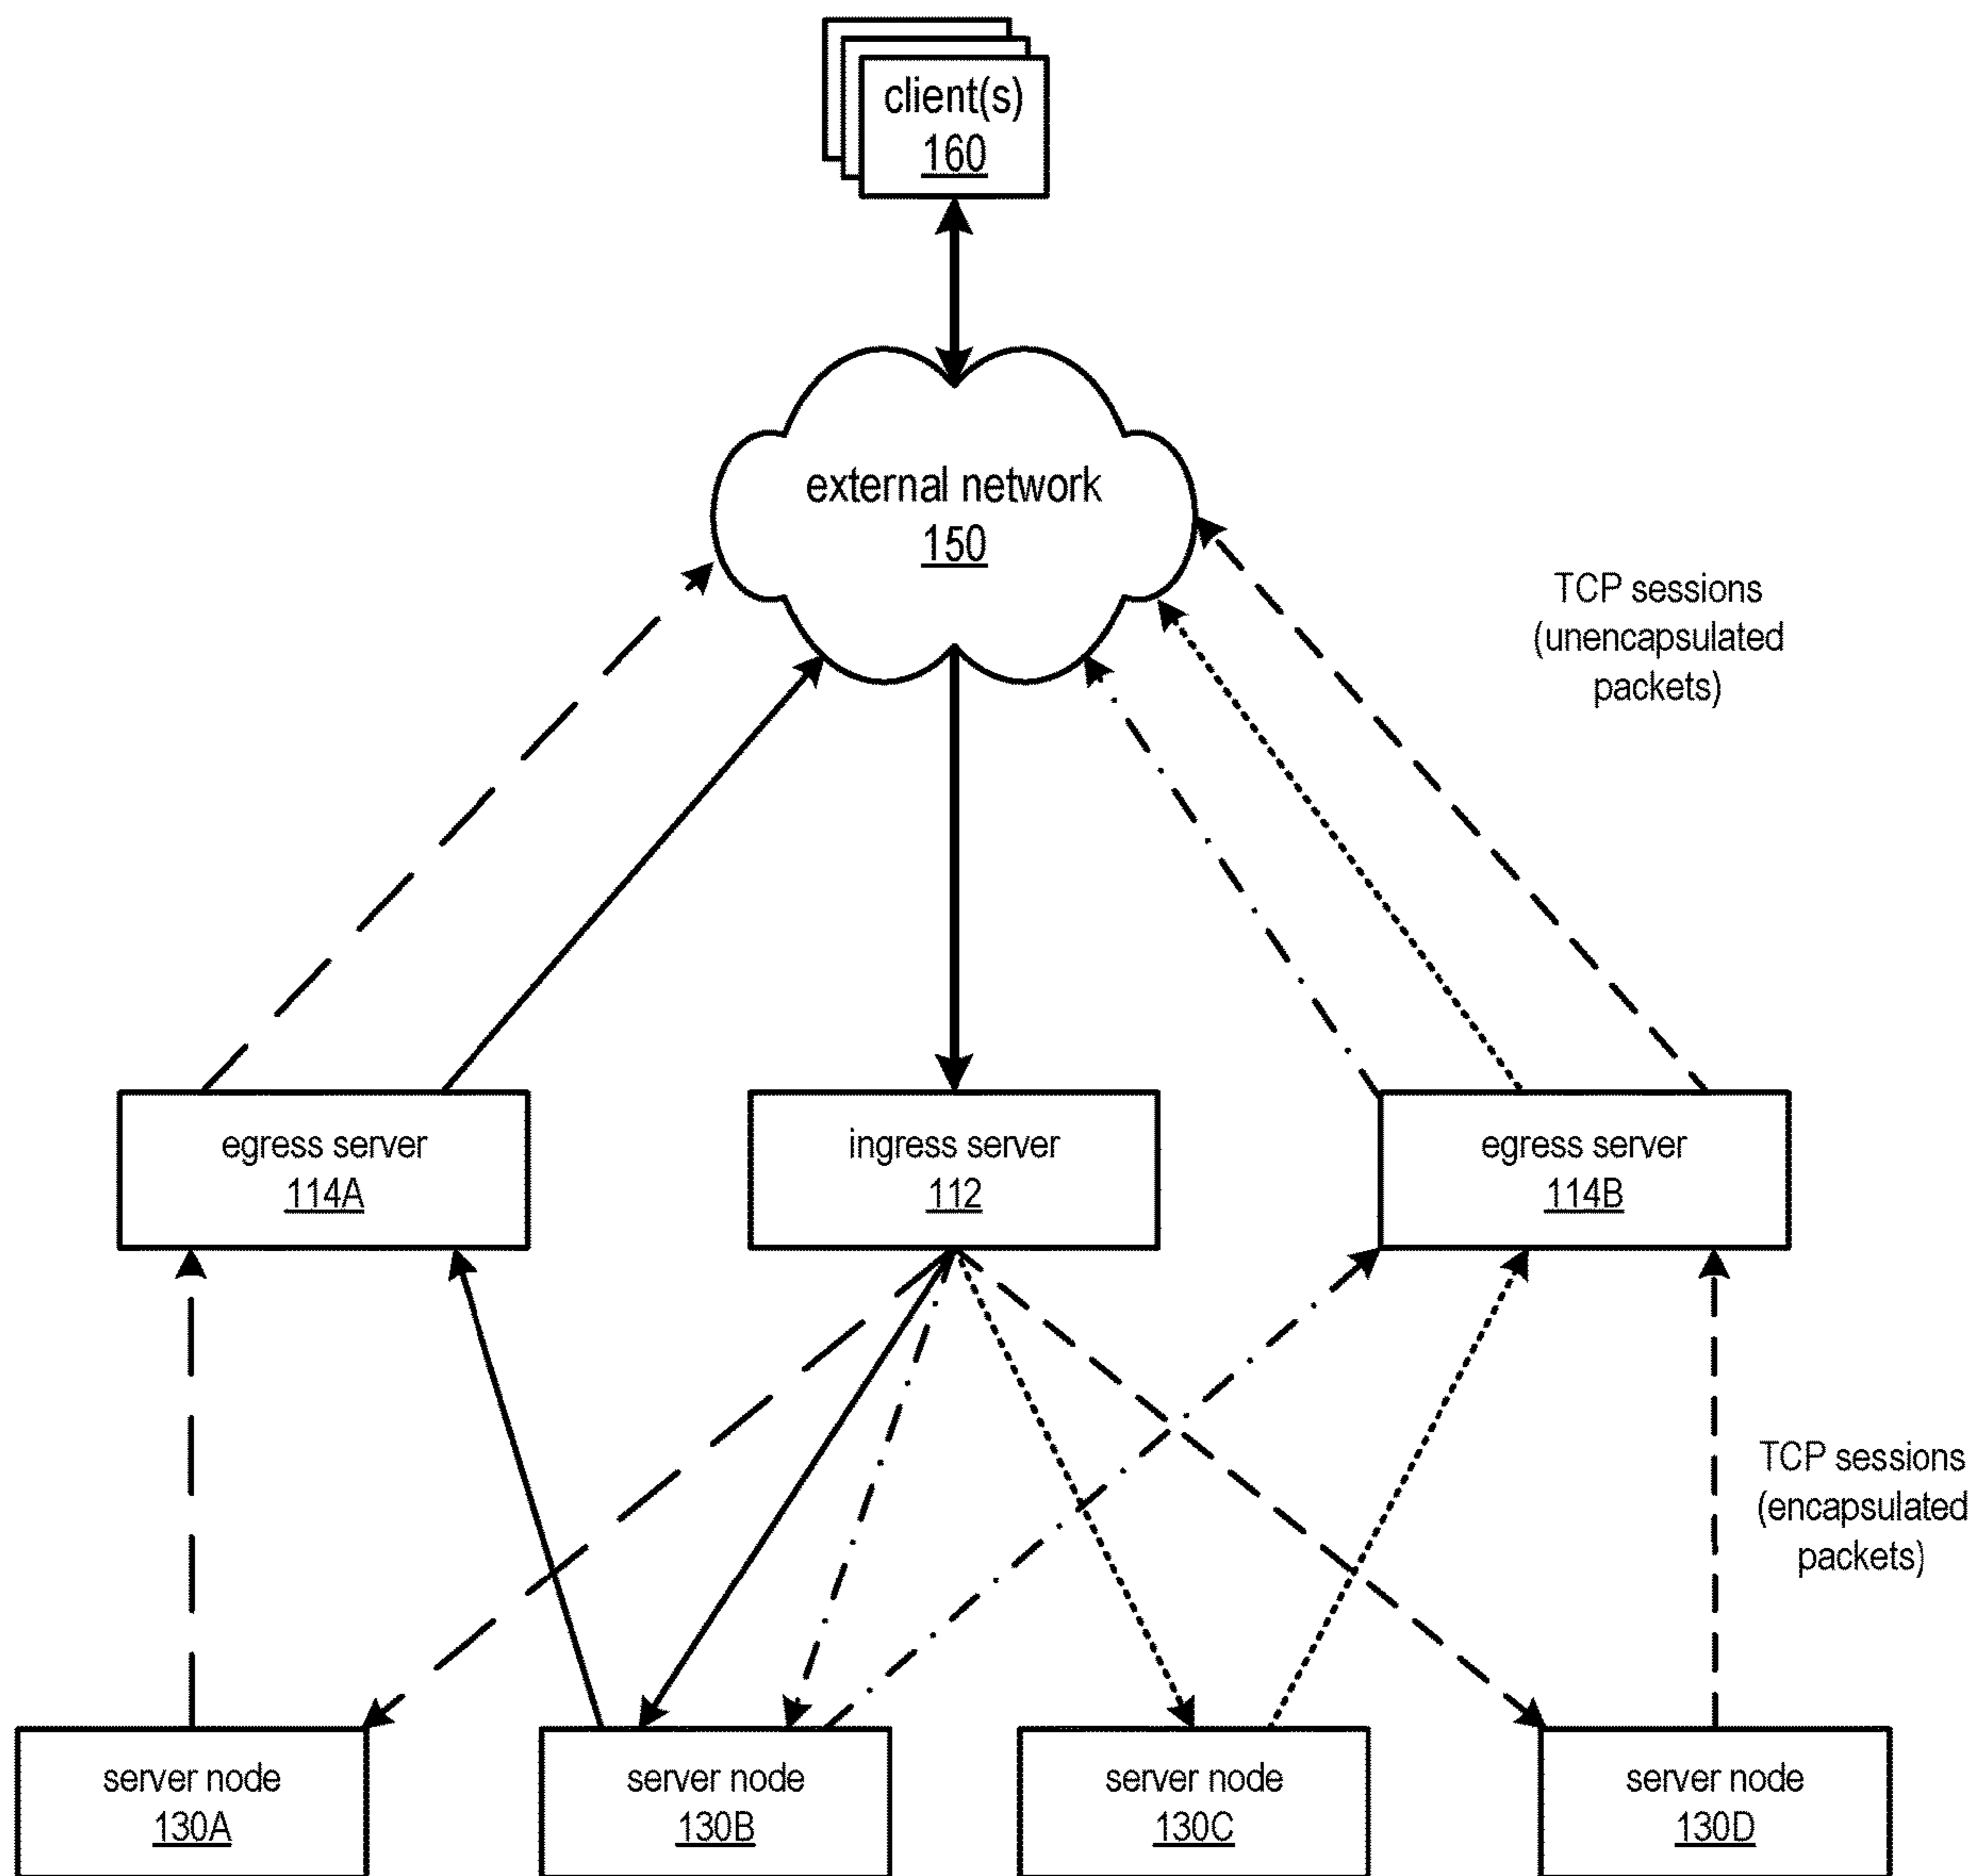 client(s)
160
external network
150
TCP sessions
(unencapsulated
packets)
egress server
114A
ingress server
112
egress server
114B
TCP sessions
(encapsulated
packets)
server node
130A
server node
130B
server node
130C
server node
130D